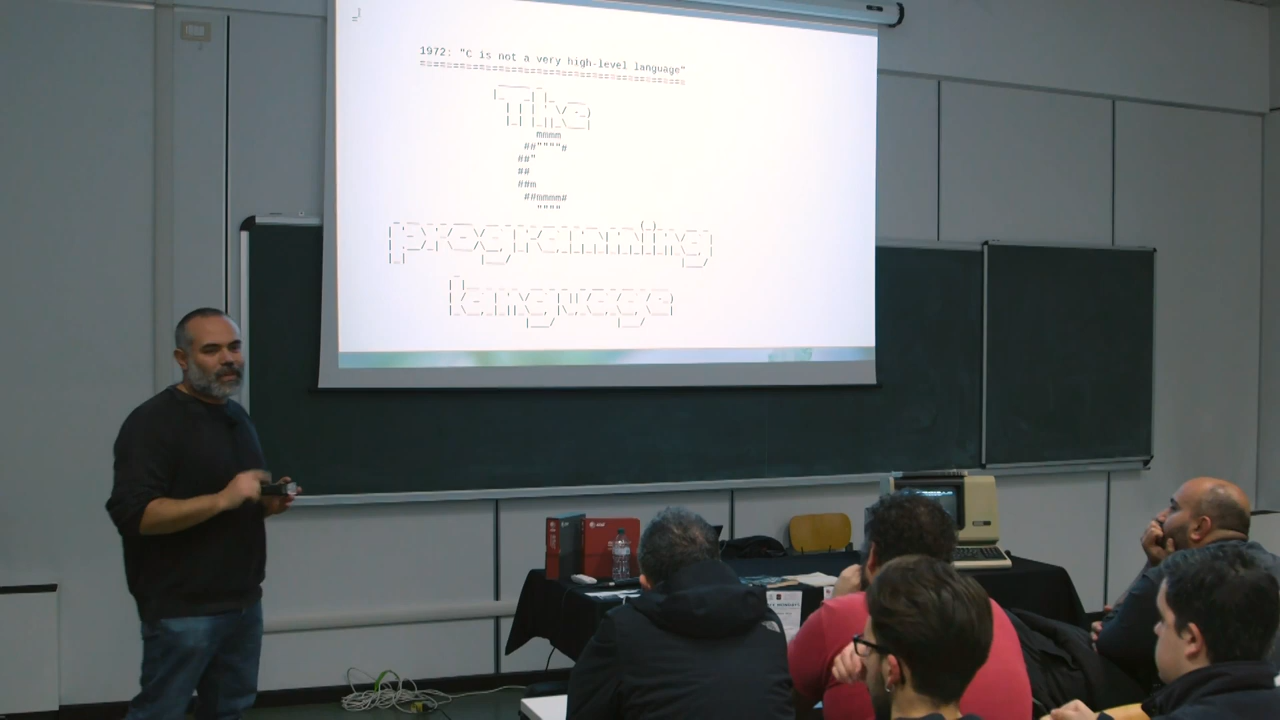 1972: "C is not a very high-level language"
The
C
programming
language